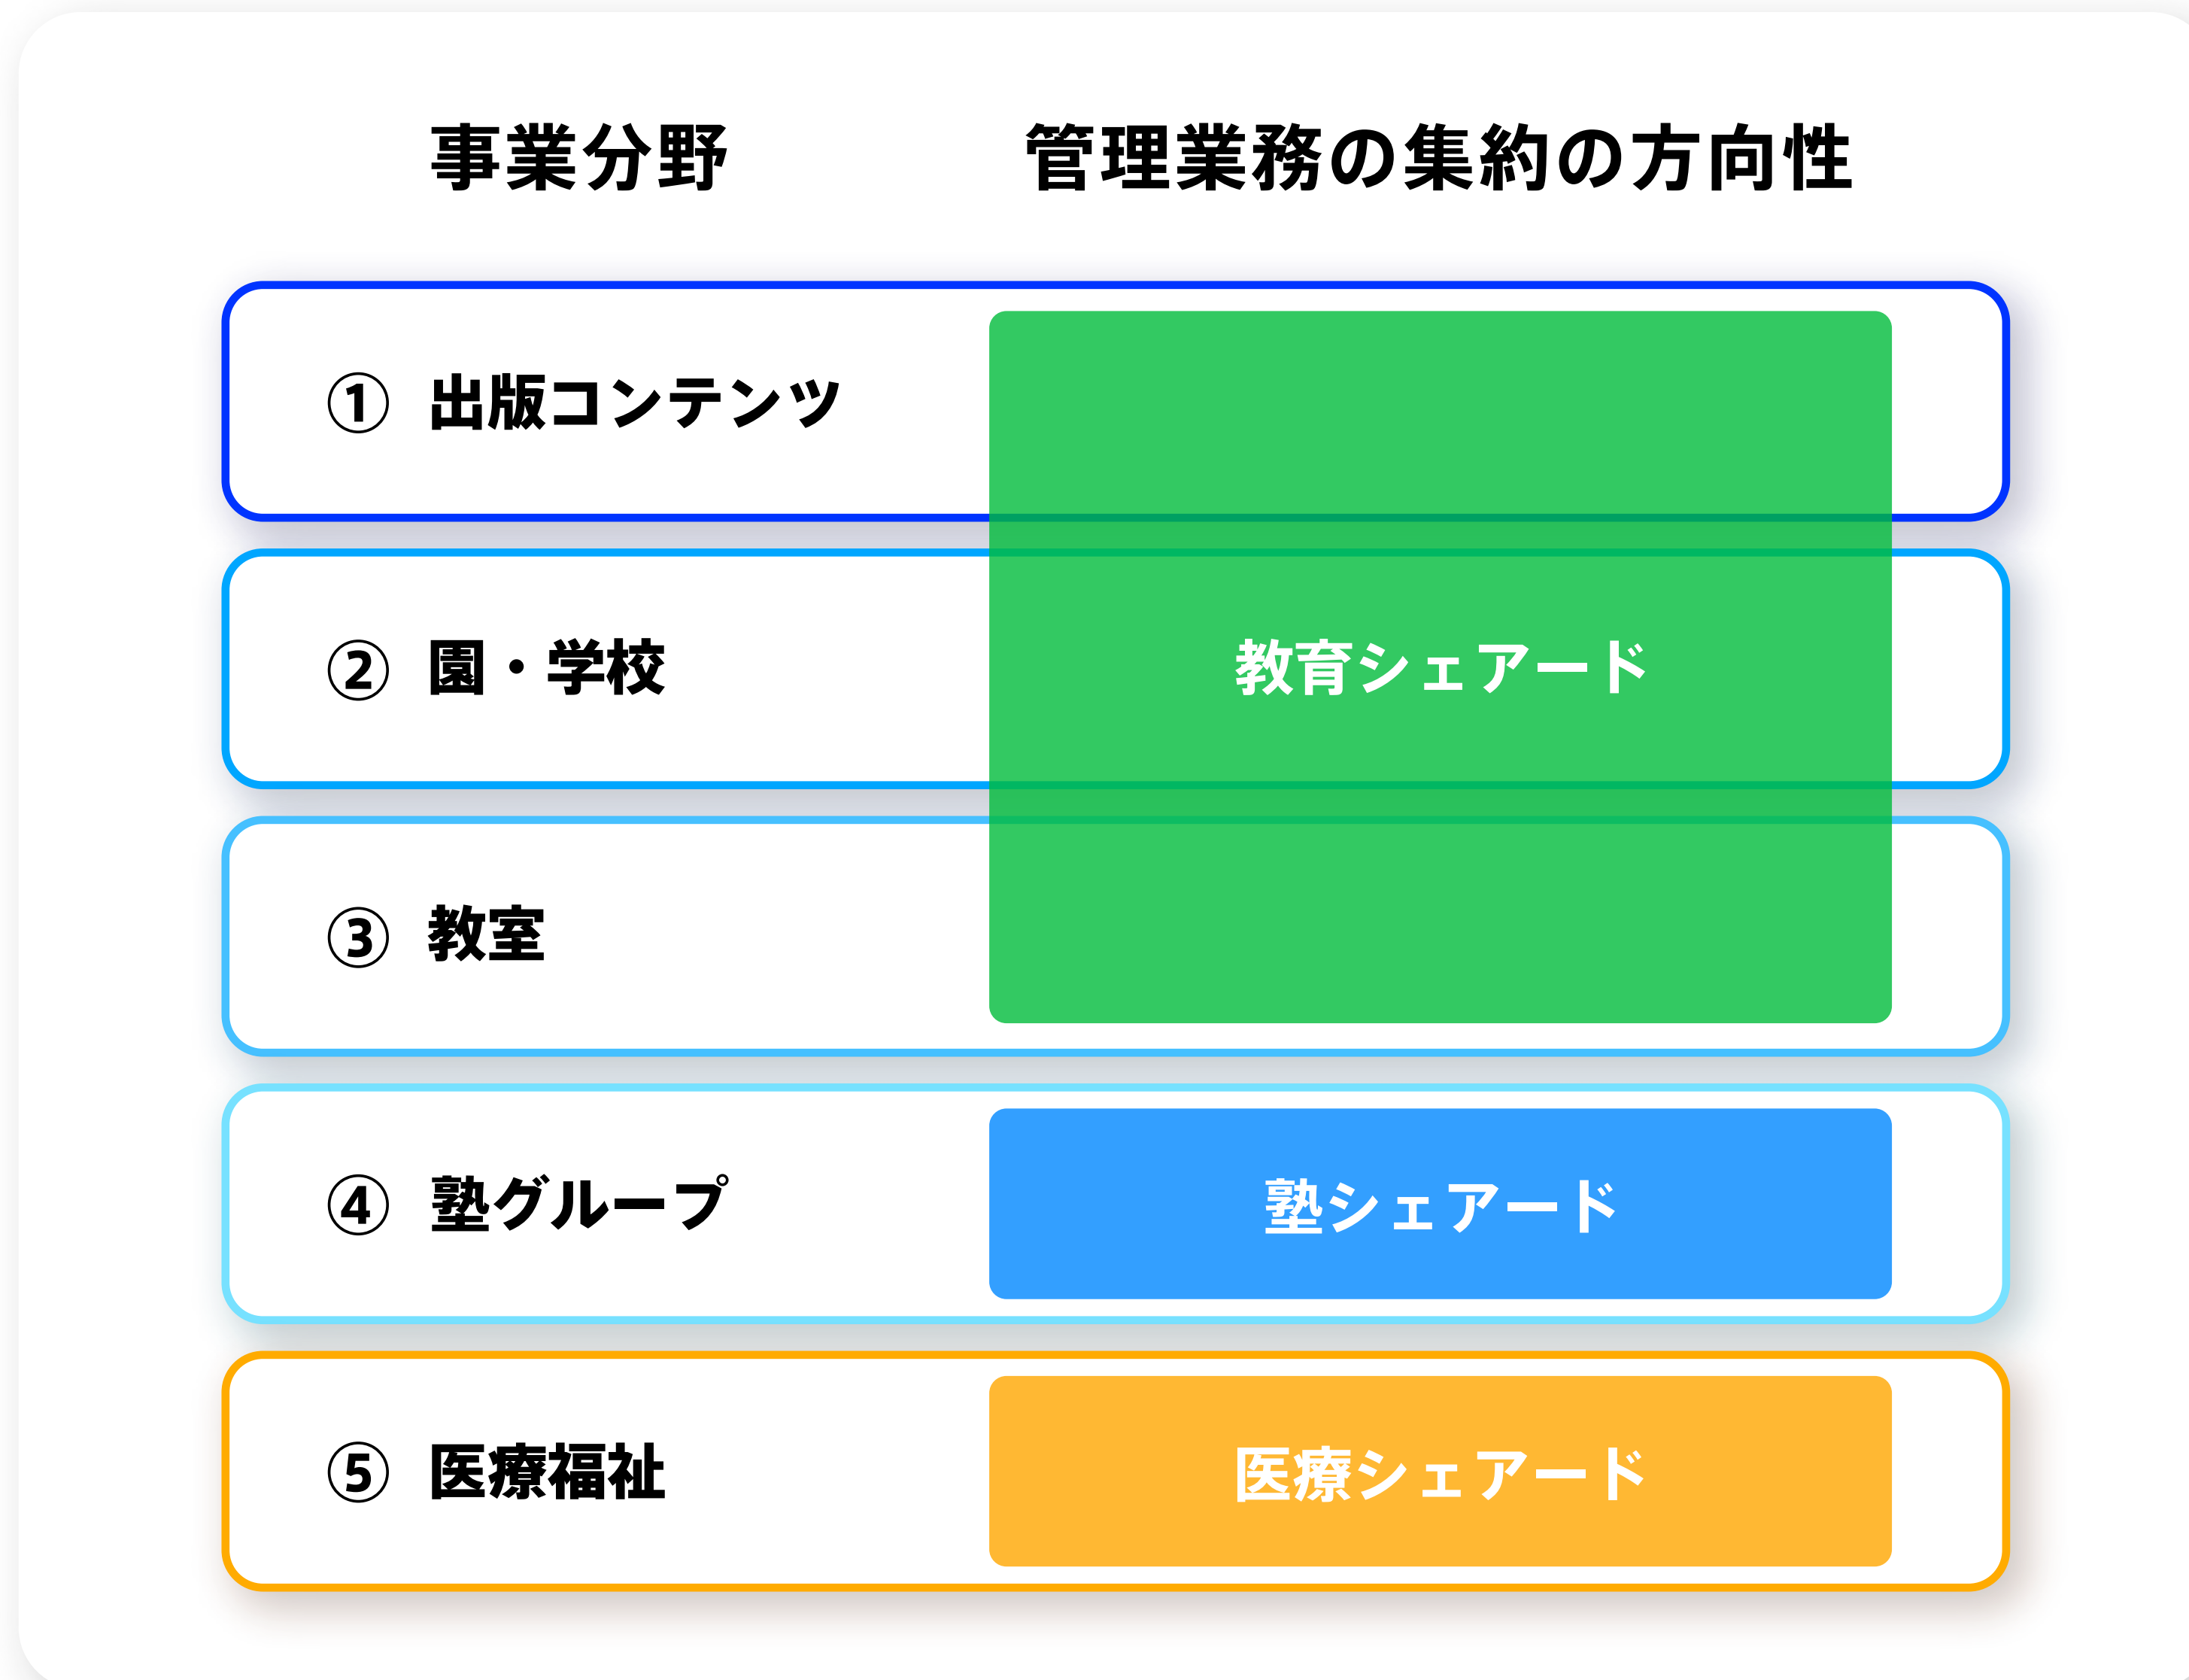 事業分野
管理業務の集約の方向性
① 出版コンテンツ
② 園・学校
教育シェアード
③ 教室
④ 塾グループ
塾シェアード
⑤ 医療福祉
医療シェアード